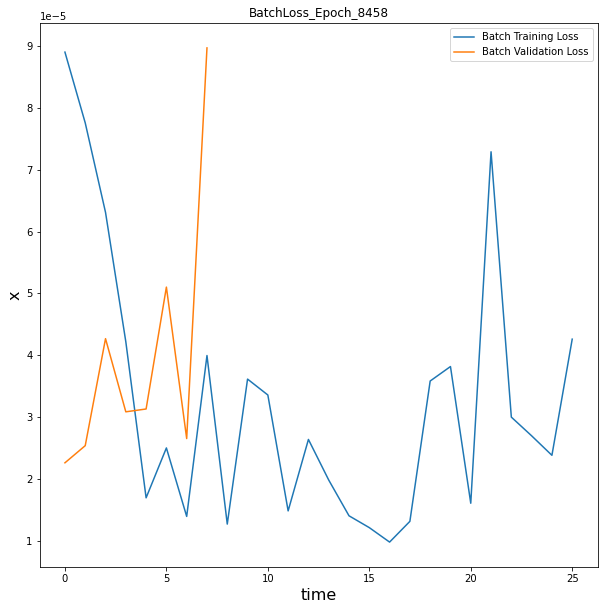 BatchLoss_Epoch_8458
1e−5
Batch Training Loss
Batch Validation Loss
9
8
7
6
5
4
3
2
1
x
0 5 10 15 20 25
time